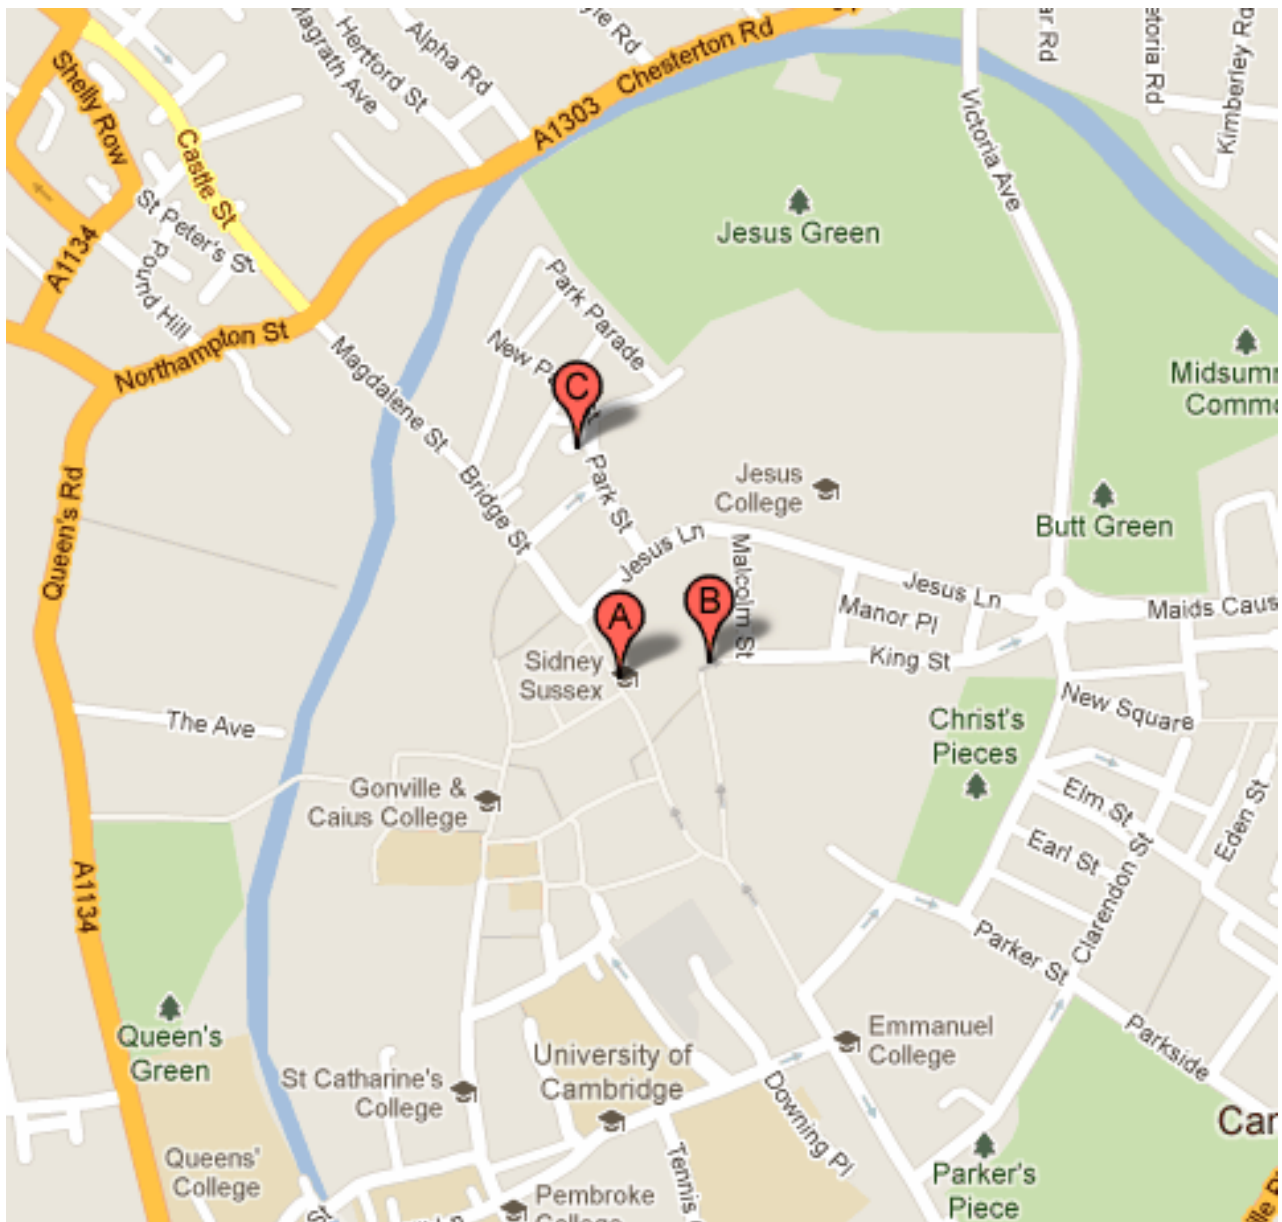 Shelly Row
Magrath Ave
Hertford St
Alpha Rd
Chesterton Rd
A1303
Victoria Ave
Kimberley Rd
Castle St
St Peter's St
Pound Hill
A1134
Northampton St
Jesus Green
Park Parade
Magdalene St
Midsum
Comm
C
Queen's Rd
Bridge St
Park St
Jesus
College
Butt Green
Jesus Ln
Malcolm St
Jesus Ln
Maids Caus
Manor Pl
A
B
King St
Sidney
Sussex
New Square
Christ's
Pieces
The Ave
Gonville &
Caius College
Elm St
Eden St
Earl St
Clarendon St
A1134
Parker St
Queen's
Green
Emmanuel
College
Parkside
University of
Cambridge
St Catharine's
College
Downing Pl
Car
Queens'
College
Tennis
Parker's
Piece
Pembroke